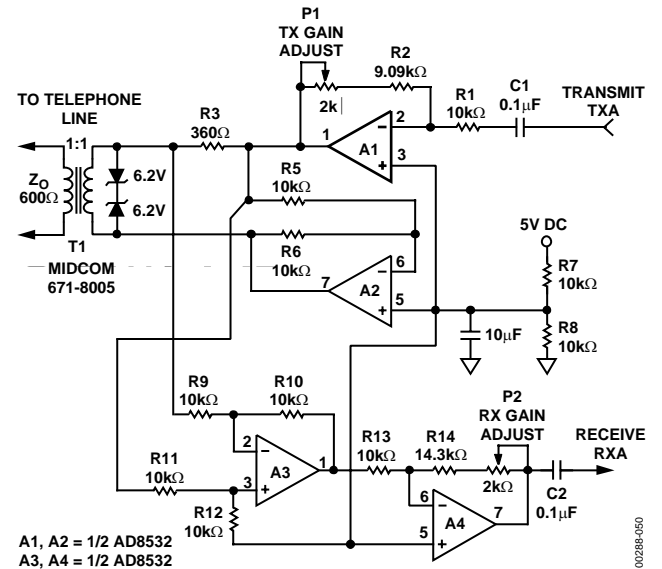 P1
TX GAIN
ADJUST
2k
R2
9.09kΩ
R1
10kΩ
C1
0.1µF
TRANSMIT
TXA
TO TELEPHONE
LINE
1:1
R3
360Ω
1
2
3
A1
ZO
600Ω
6.2V
6.2V
T1
MIDCOM
671-8005
R5
10kΩ
R6
10kΩ
7
6
5
A2
5V DC
R7
10kΩ
R8
10kΩ
10µF
R9
10kΩ
R10
10kΩ
R11
10kΩ
R12
10kΩ
2
3
1
A3
R13
10kΩ
R14
14.3kΩ
P2
RX GAIN
ADJUST
2kΩ
RECEIVE
RXA
6
5
7
A4
C2
0.1µF
A1, A2 = 1/2 AD8532
A3, A4 = 1/2 AD8532
00288-050